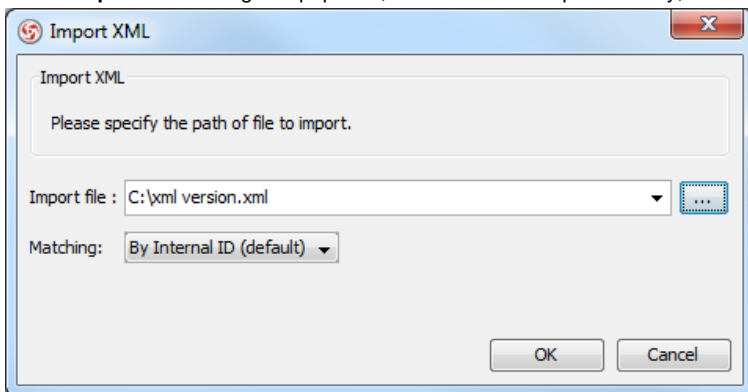 Import XML
Import XML
Please specify the path of file to import.
Import file : C:\xml version.xml ...
Matching: By Internal ID (default)
OK Cancel